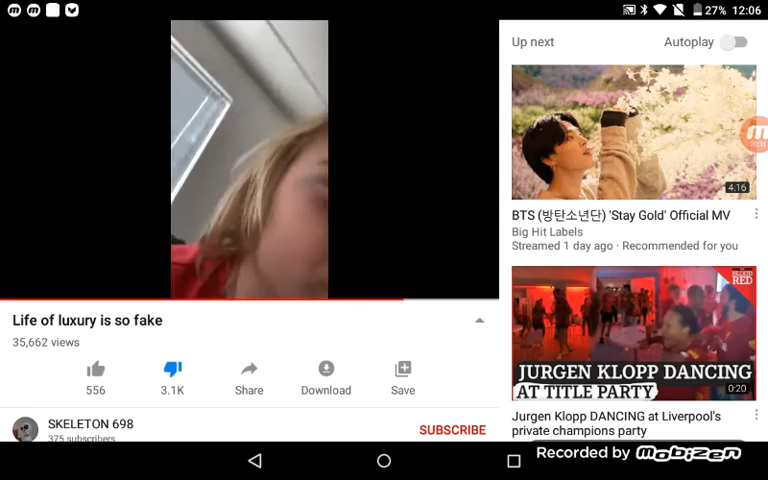 27% 12:06
Up next
Autoplay
4:16
20:31
BTS (방탄소년단) 'Stay Gold' Official MV
Big Hit Labels
Streamed 1 day ago · Recommended for you
RED
JURGEN KLOPP DANCING
AT TITLE PARTY
0:20
Jurgen Klopp DANCING at Liverpool's
private champions party
Life of luxury is so fake
35,662 views
556
3.1K
Share
Download
Save
SKELETON 698
375 subscribers
SUBSCRIBE
Recorded by mobizen